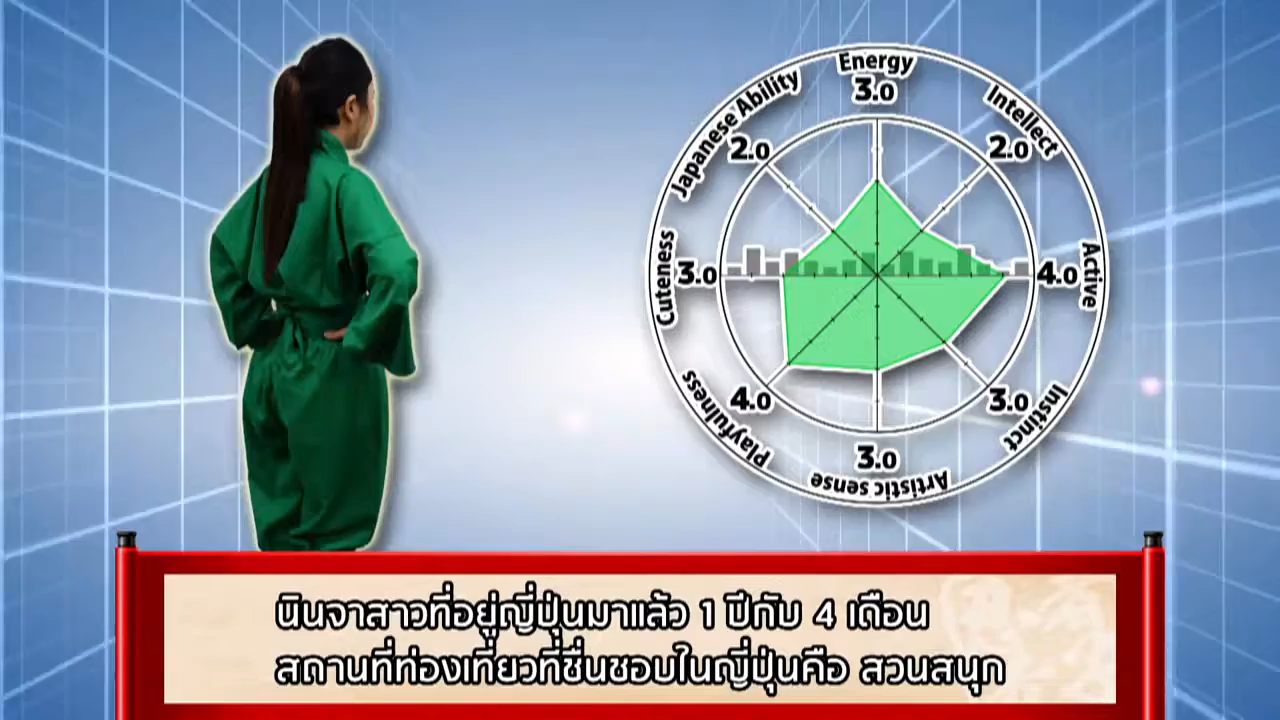 Energy
3.0
Intellect
2.0
Active
4.0
Instinct
3.0
Artistic sense
3.0
Playfulness
4.0
Cuteness
3.0
Japanese Ability
2.0
นินจาสาวที่อยู่ญี่ปุ่นมาแล้ว 1 ปีกับ 4 เดือน
สถานที่ท่องเที่ยวที่ชื่นชอบในญี่ปุ่นคือ สวนสนุก